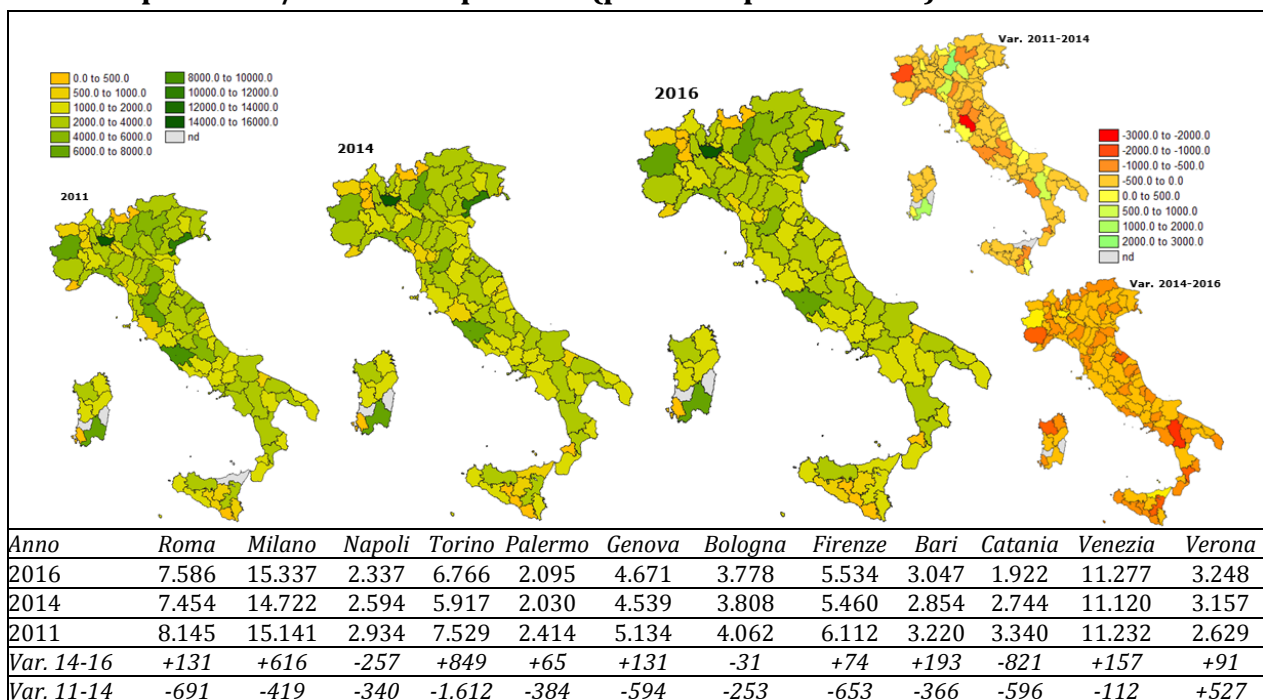 0.0 to 500.0
500.0 to 1000.0
1000.0 to 2000.0
2000.0 to 4000.0
4000.0 to 6000.0
6000.0 to 8000.0
8000.0 to 10000.0
10000.0 to 12000.0
12000.0 to 14000.0
14000.0 to 16000.0
nd
2011
2014
2016
Var. 2011-2014
-3000.0 to -2000.0
-2000.0 to -1000.0
-1000.0 to -500.0
-500.0 to 0.0
0.0 to 500.0
500.0 to 1000.0
1000.0 to 2000.0
2000.0 to 3000.0
nd
Var. 2014-2016
Anno Roma Milano Napoli Torino Palermo Genova Bologna Firenze Bari Catania Venezia Verona
2016 7.586 15.337 2.337 6.766 2.095 4.671 3.778 5.534 3.047 1.922 11.277 3.248
2014 7.454 14.722 2.594 5.917 2.030 4.539 3.808 5.460 2.854 2.744 11.120 3.157
2011 8.145 15.141 2.934 7.529 2.414 5.134 4.062 6.112 3.220 3.340 11.232 2.629
Var. 14-16 +131 +616 -257 +849 +65 +131 -31 +74 +193 -821 +157 +91
Var. 11-14 -691 -419 -340 -1.612 -384 -594 -253 -653 -366 -596 -112 +527